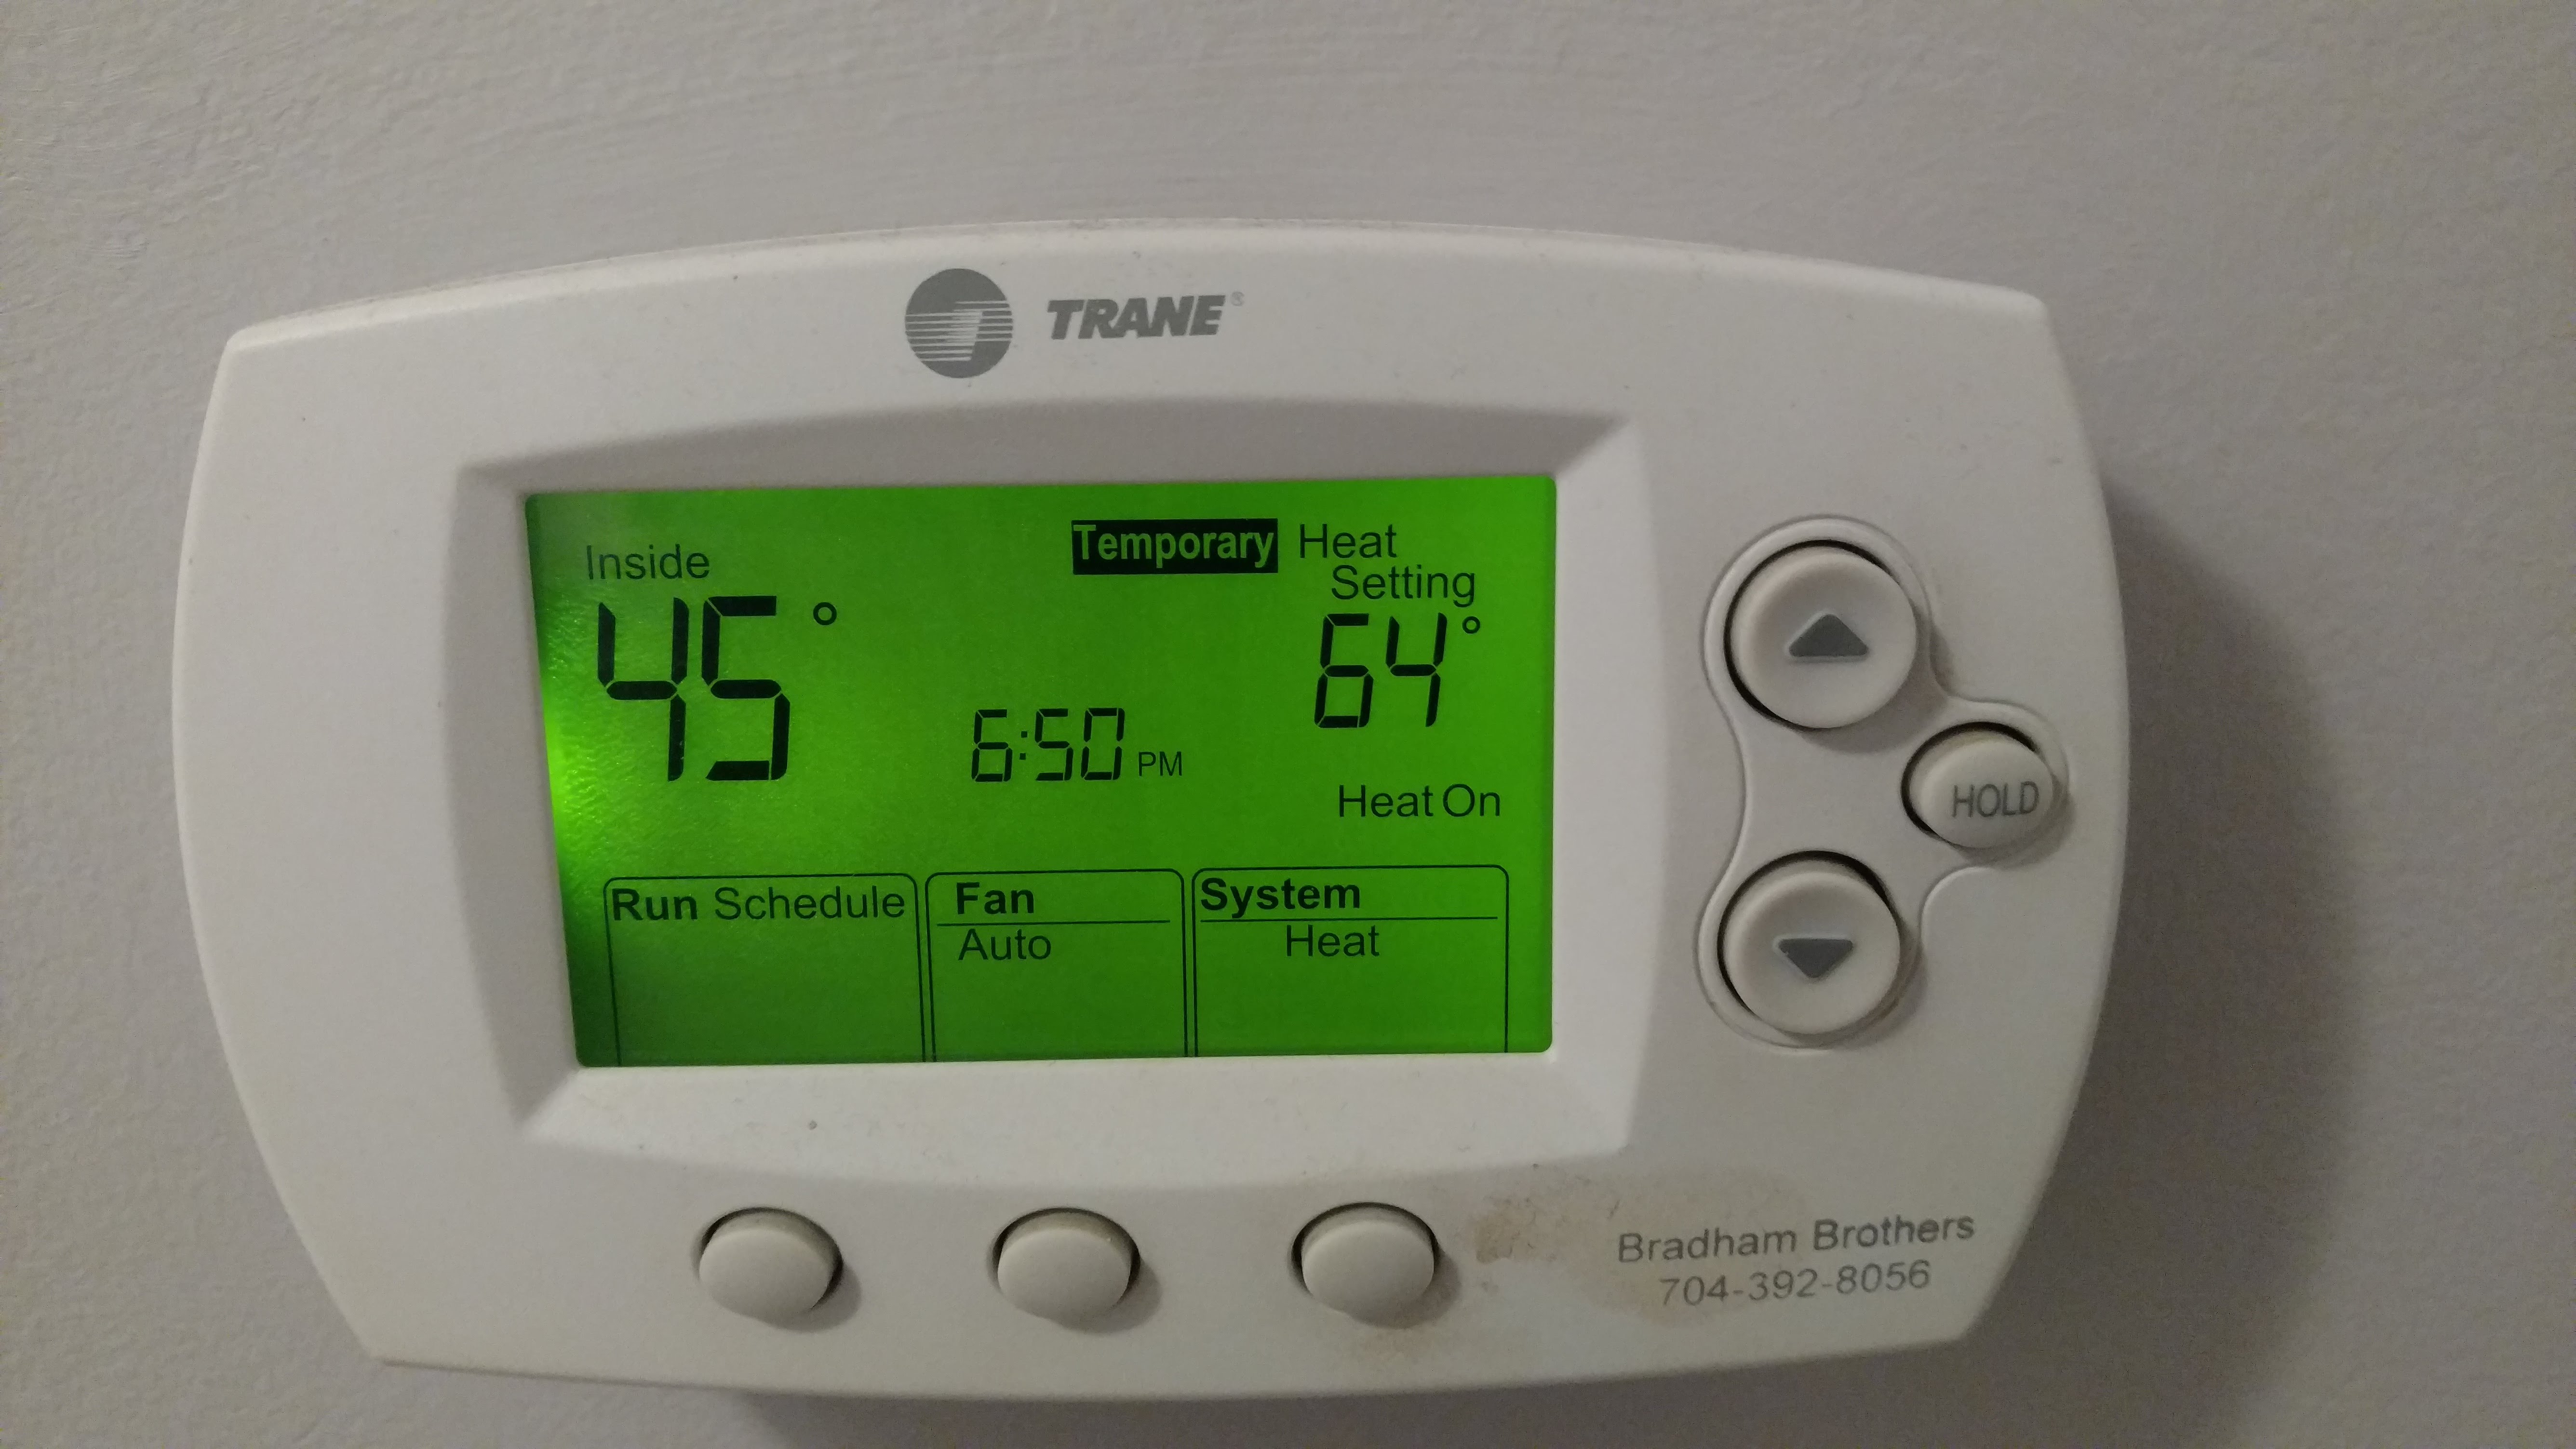 TRANE®
Inside
Temporary Heat
Setting
45°
64°
6:50 PM
Heat On
Run Schedule
Fan
Auto
System
Heat
HOLD
Bradham Brothers
704-392-8056